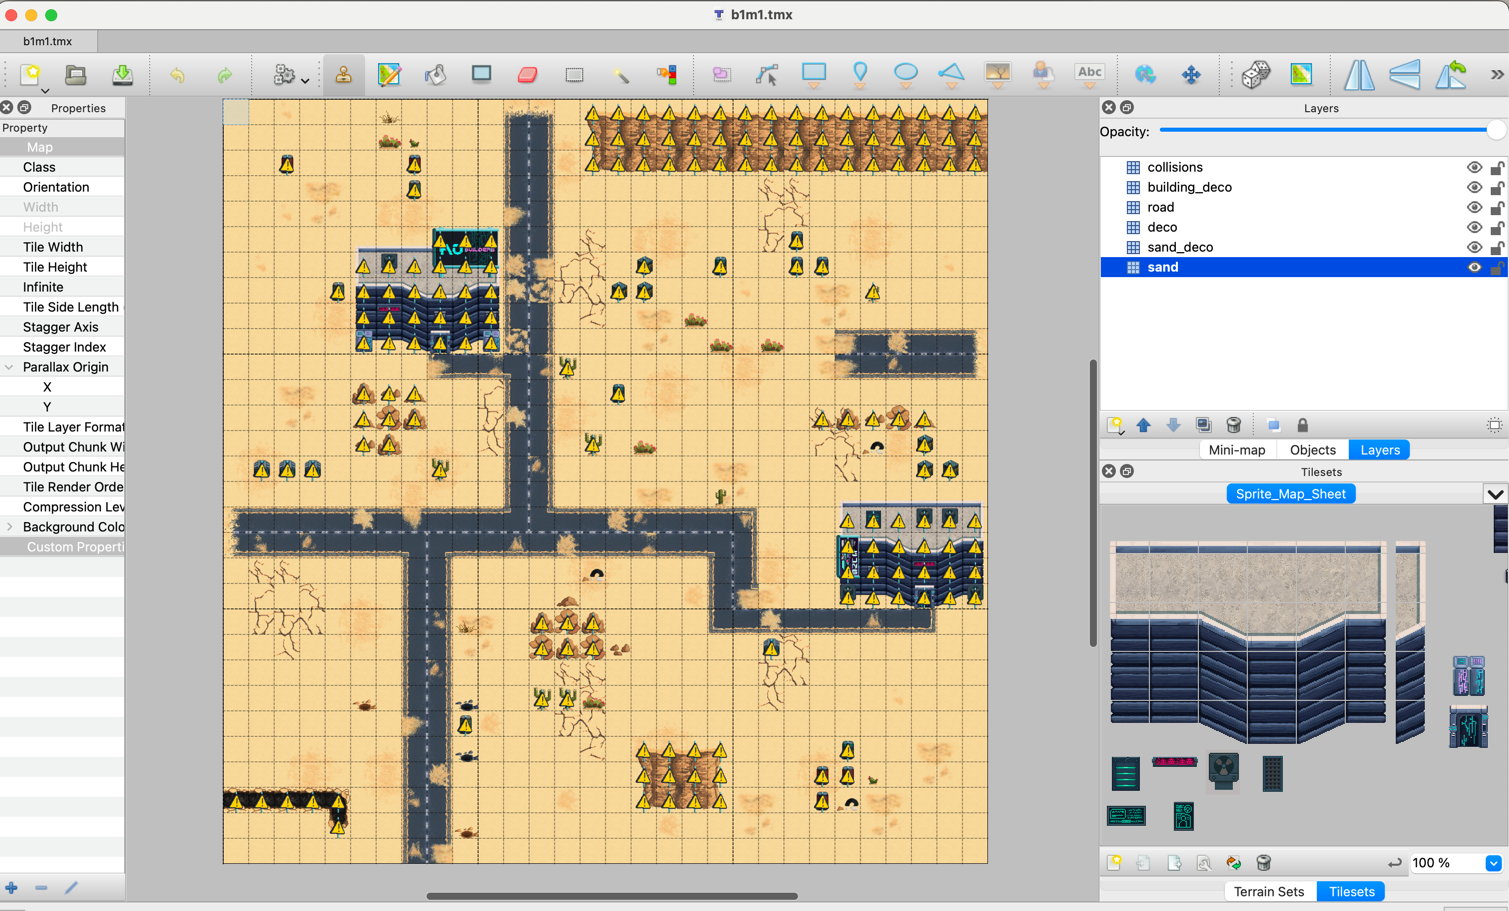 b1m1.tmx
b1m1.tmx
Abc
Properties
Property
Map
Class
Orientation
Width
Height
Tile Width
Tile Height
Infinite
Tile Side Length (
Stagger Axis
Stagger Index
Parallax Origin
X
Y
Tile Layer Format
Output Chunk Wi
Output Chunk He
Tile Render Orde
Compression Lev
Background Colo
Custom Properti
Layers
Opacity:
collisions
building_deco
road
deco
sand_deco
sand
Mini-map
Objects
Layers
Tilesets
Sprite_Map_Sheet
100 %
Terrain Sets
Tilesets